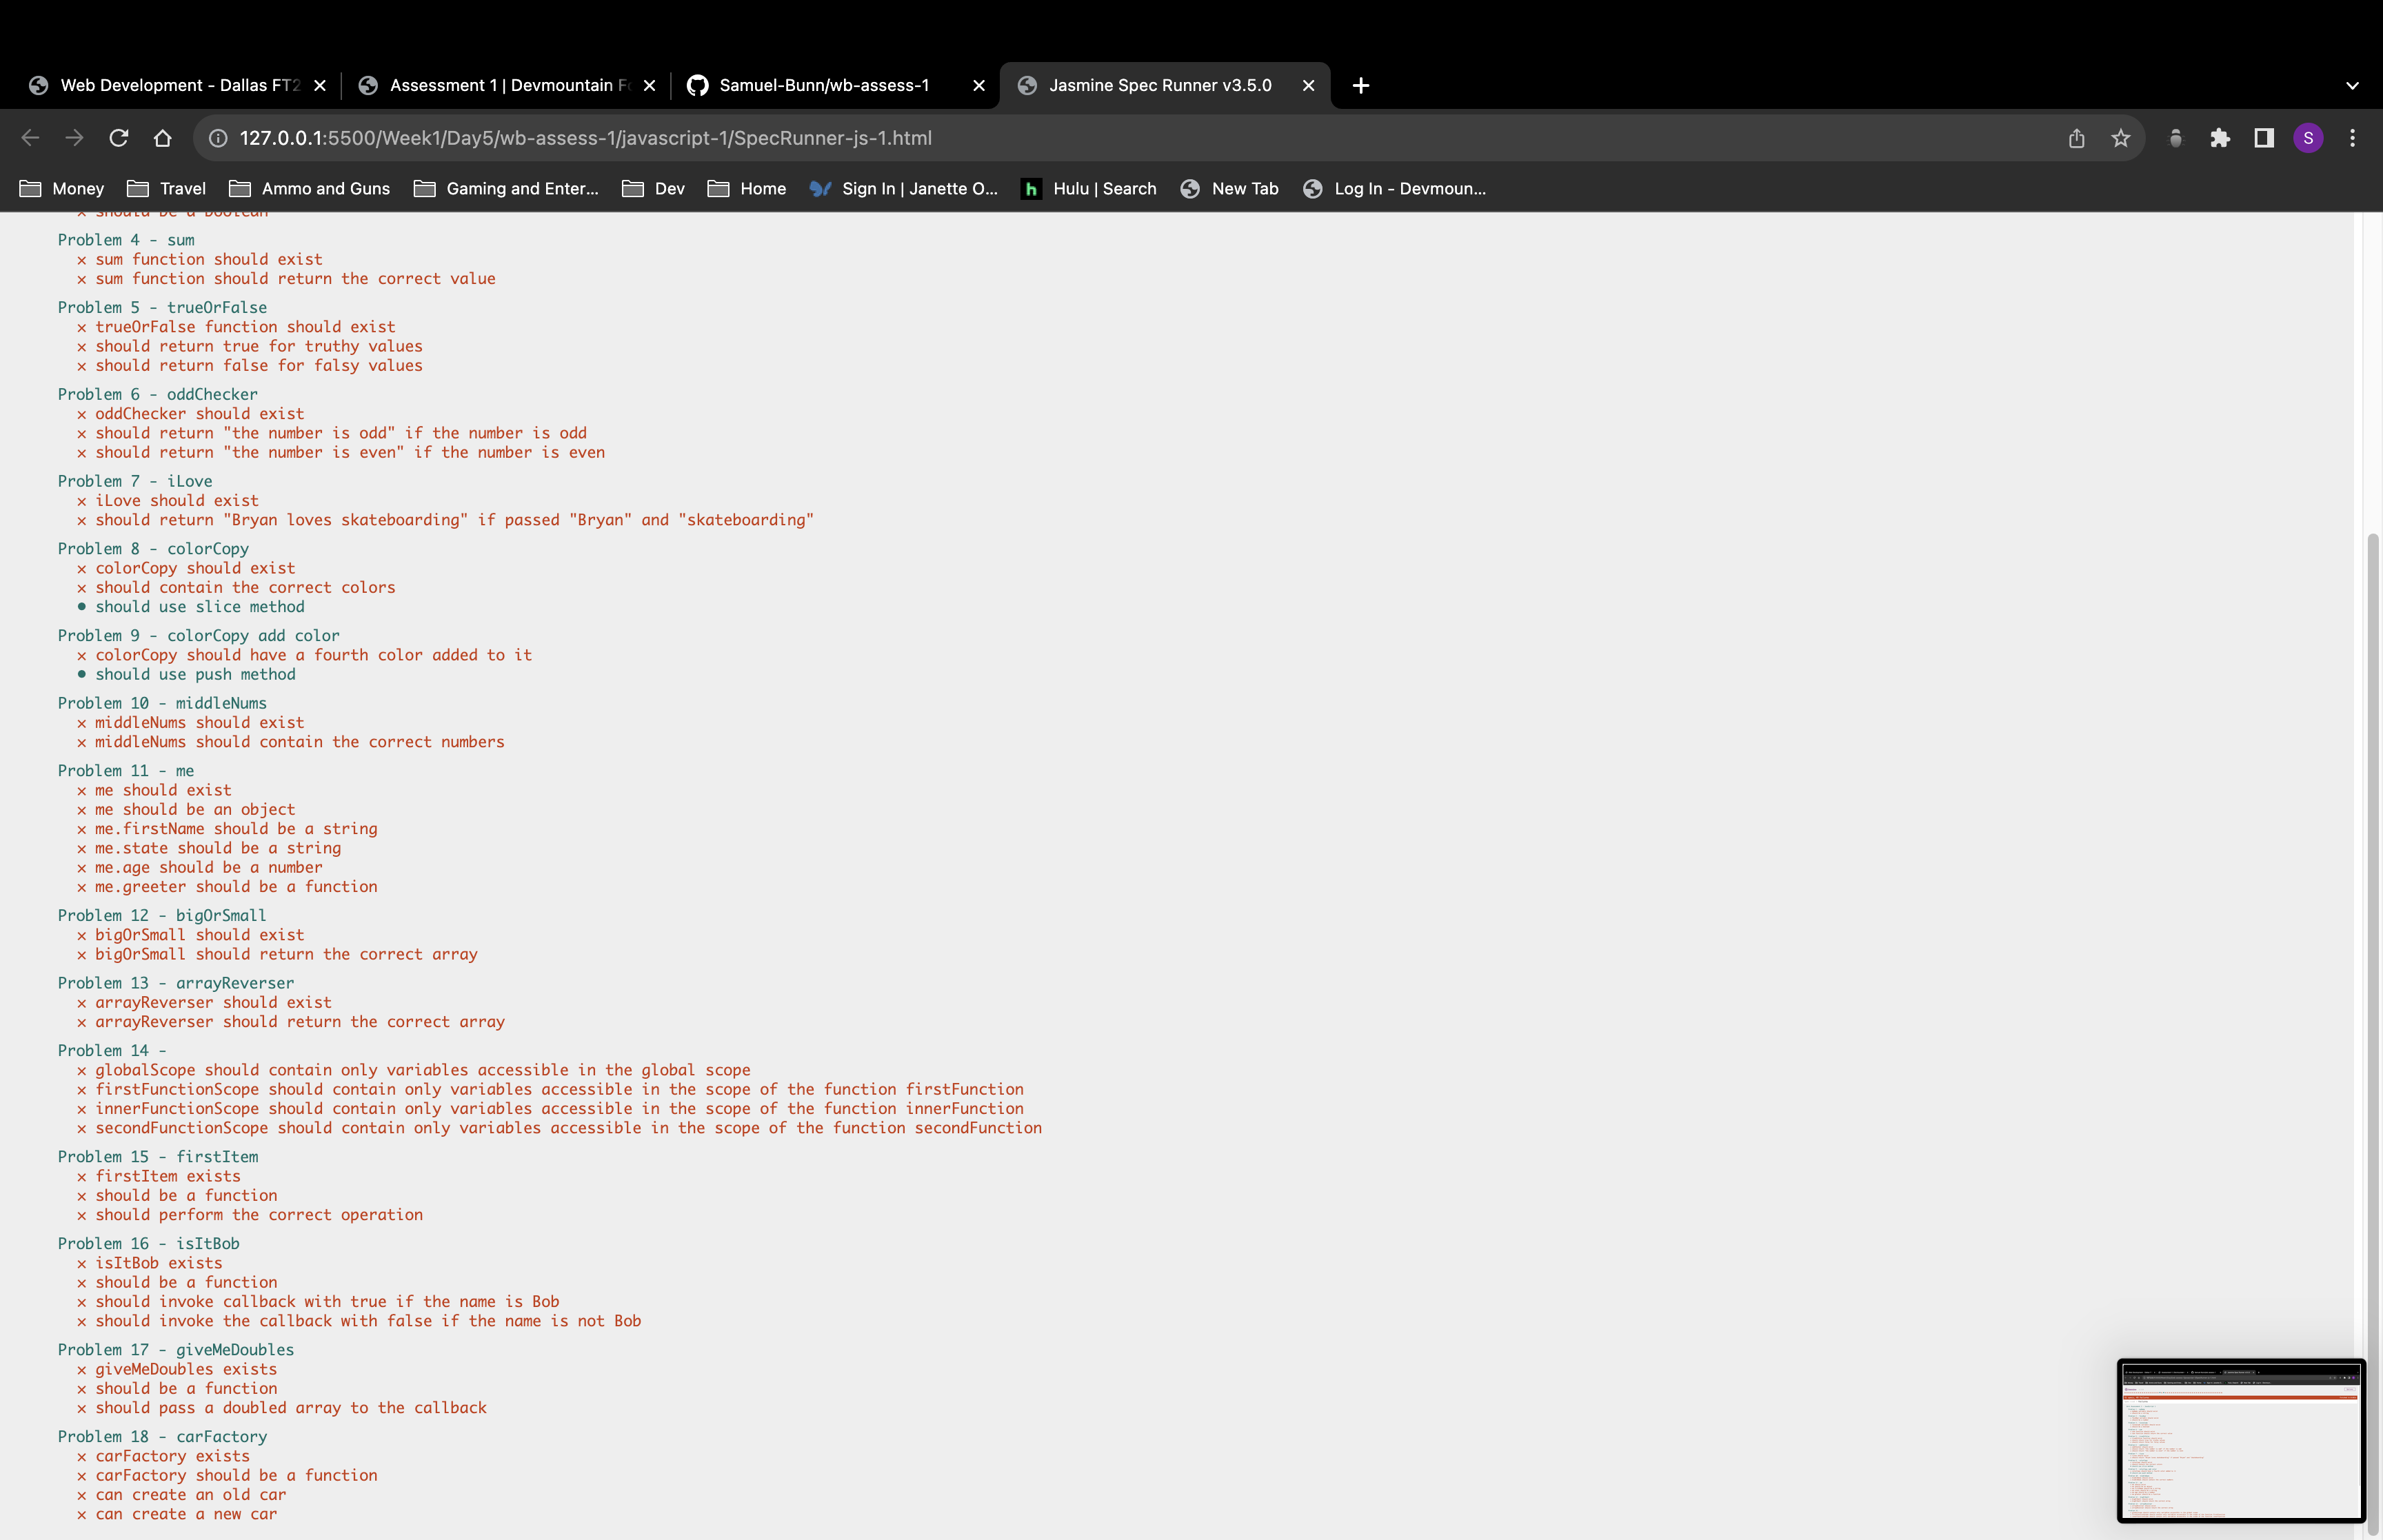 Web Development - Dallas FT2
Assessment 1 | Devmountain Fo
Samuel-Bunn/wb-assess-1
Jasmine Spec Runner v3.5.0
127.0.0.1:5500/Week1/Day5/wb-assess-1/javascript-1/SpecRunner-js-1.html
S
Money
Travel
Ammo and Guns
Gaming and Enter...
Dev
Home
Sign In | Janette O...
h Hulu | Search
New Tab
Log In - Devmoun...
× should be a boolean
Problem 4 - sum
× sum function should exist
× sum function should return the correct value
Problem 5 - trueOrFalse
× trueOrFalse function should exist
× should return true for truthy values
× should return false for falsy values
Problem 6 - oddChecker
× oddChecker should exist
× should return "the number is odd" if the number is odd
× should return "the number is even" if the number is even
Problem 7 - iLove
× iLove should exist
× should return "Bryan loves skateboarding" if passed "Bryan" and "skateboarding"
Problem 8 - colorCopy
× colorCopy should exist
× should contain the correct colors
• should use slice method
Problem 9 - colorCopy add color
× colorCopy should have a fourth color added to it
• should use push method
Problem 10 - middleNums
× middleNums should exist
× middleNums should contain the correct numbers
Problem 11 - me
× me should exist
× me should be an object
× me.firstName should be a string
× me.state should be a string
× me.age should be a number
× me.greeter should be a function
Problem 12 - bigOrSmall
× bigOrSmall should exist
× bigOrSmall should return the correct array
Problem 13 - arrayReverser
× arrayReverser should exist
× arrayReverser should return the correct array
Problem 14 -
× globalScope should contain only variables accessible in the global scope
× firstFunctionScope should contain only variables accessible in the scope of the function firstFunction
× innerFunctionScope should contain only variables accessible in the scope of the function innerFunction
× secondFunctionScope should contain only variables accessible in the scope of the function secondFunction
Problem 15 - firstItem
× firstItem exists
× should be a function
× should perform the correct operation
Problem 16 - isItBob
× isItBob exists
× should be a function
× should invoke callback with true if the name is Bob
× should invoke the callback with false if the name is not Bob
Problem 17 - giveMeDoubles
× giveMeDoubles exists
× should be a function
× should pass a doubled array to the callback
Problem 18 - carFactory
× carFactory exists
× carFactory should be a function
× can create an old car
× can create a new car